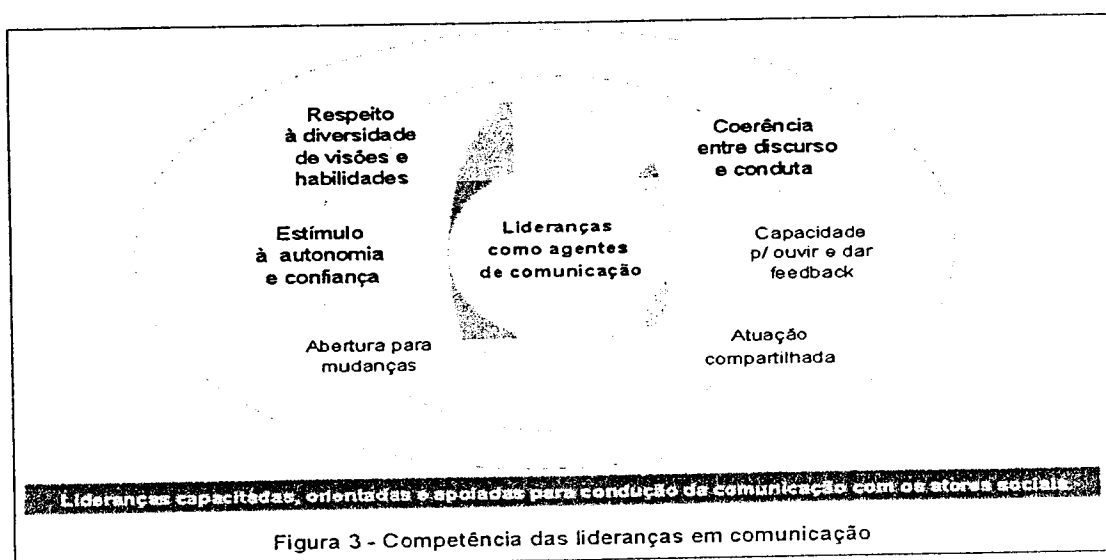 Respeito
à diversidade
de visões e
habilidades
Estímulo
à autonomia
e confiança
Abertura para
mudanças
Lideranças
como agentes
de comunicação
Coerência
entre discurso
e conduta
Capacidade
p/ ouvir e dar
feedback
Atuação
compartilhada
Lideranças capacitadas, orientadas e apoiadas para condução da comunicação com os atores sociais
Figura 3 - Competência das lideranças em comunicação